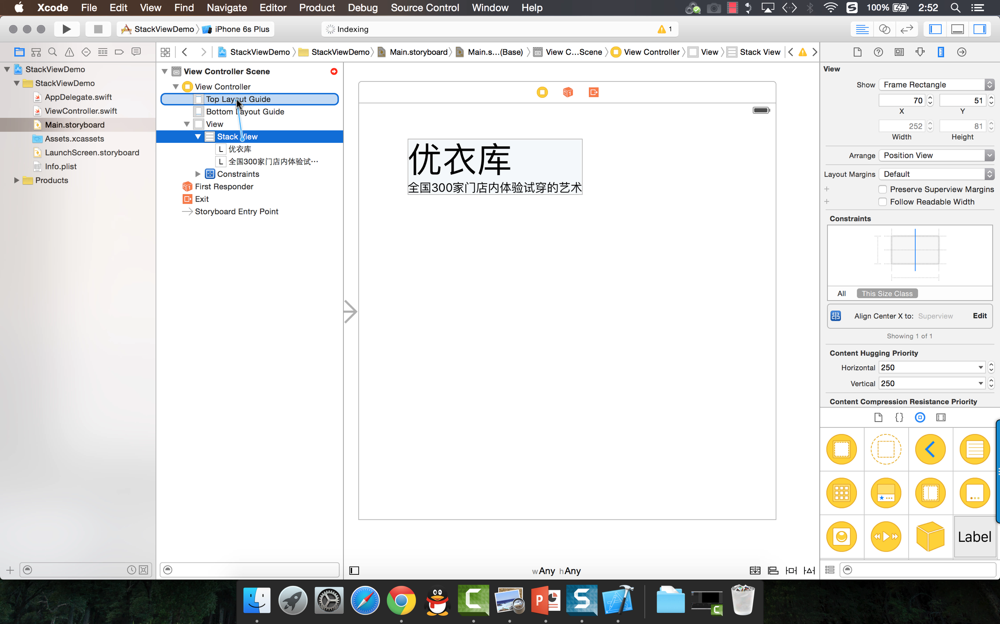 Xcode File Edit View Find Navigate Editor Product Debug Source Control Window Help 100% 2:52
StackViewDemo iPhone 6s Plus Indexing 1
StackViewDemo StackViewDemo Main.storyboard Main.s...(Base) View C...Scene View Controller View Stack View
StackViewDemo
StackViewDemo
AppDelegate.swift
ViewController.swift
Main.storyboard
Assets.xcassets
LaunchScreen.storyboard
Info.plist
Products
View Controller Scene
View Controller
Top Layout Guide
Bottom Layout Guide
View
Stack View
L 优衣库
L 全国300家门店内体验试…
Constraints
First Responder
Exit
Storyboard Entry Point
优衣库
全国300家门店内体验试穿的艺术
wAny hAny
View
Show Frame Rectangle
70 51
X Y
252 81
Width Height
Arrange Position View
Layout Margins Default
Preserve Superview Margins
Follow Readable Width
Constraints
All This Size Class
Align Center X to: Superview Edit
Showing 1 of 1
Content Hugging Priority
Horizontal 250
Vertical 250
Content Compression Resistance Priority
Label